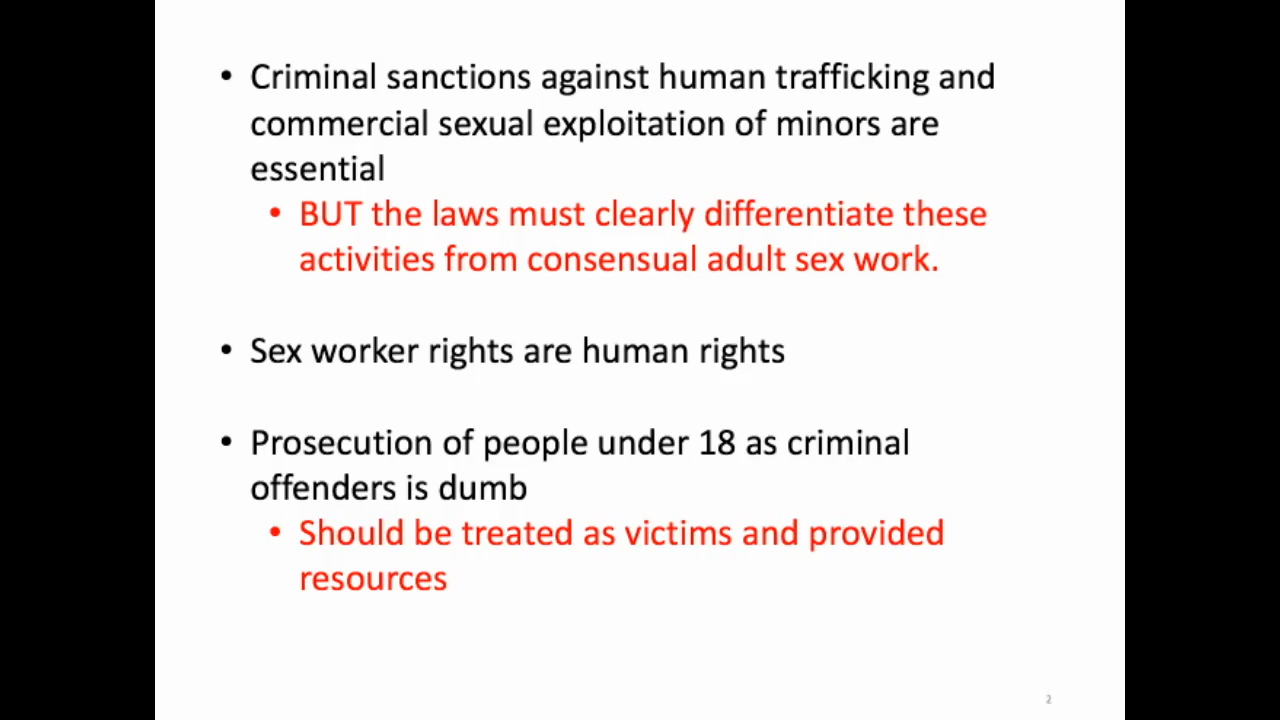 • Criminal sanctions against human trafficking and
commercial sexual exploitation of minors are
essential
• BUT the laws must clearly differentiate these
activities from consensual adult sex work.
• Sex worker rights are human rights
• Prosecution of people under 18 as criminal
offenders is dumb
• Should be treated as victims and provided
resources
2